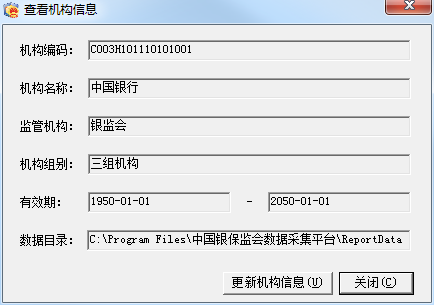 查看机构信息
机构编码： C003H101110101001
机构名称： 中国银行
监管机构： 银监会
机构组别： 三组机构
有效期： 1950-01-01 - 2050-01-01
数据目录： C:\Program Files\中国银保监会数据采集平台\ReportData
更新机构信息(U) 关闭(C)